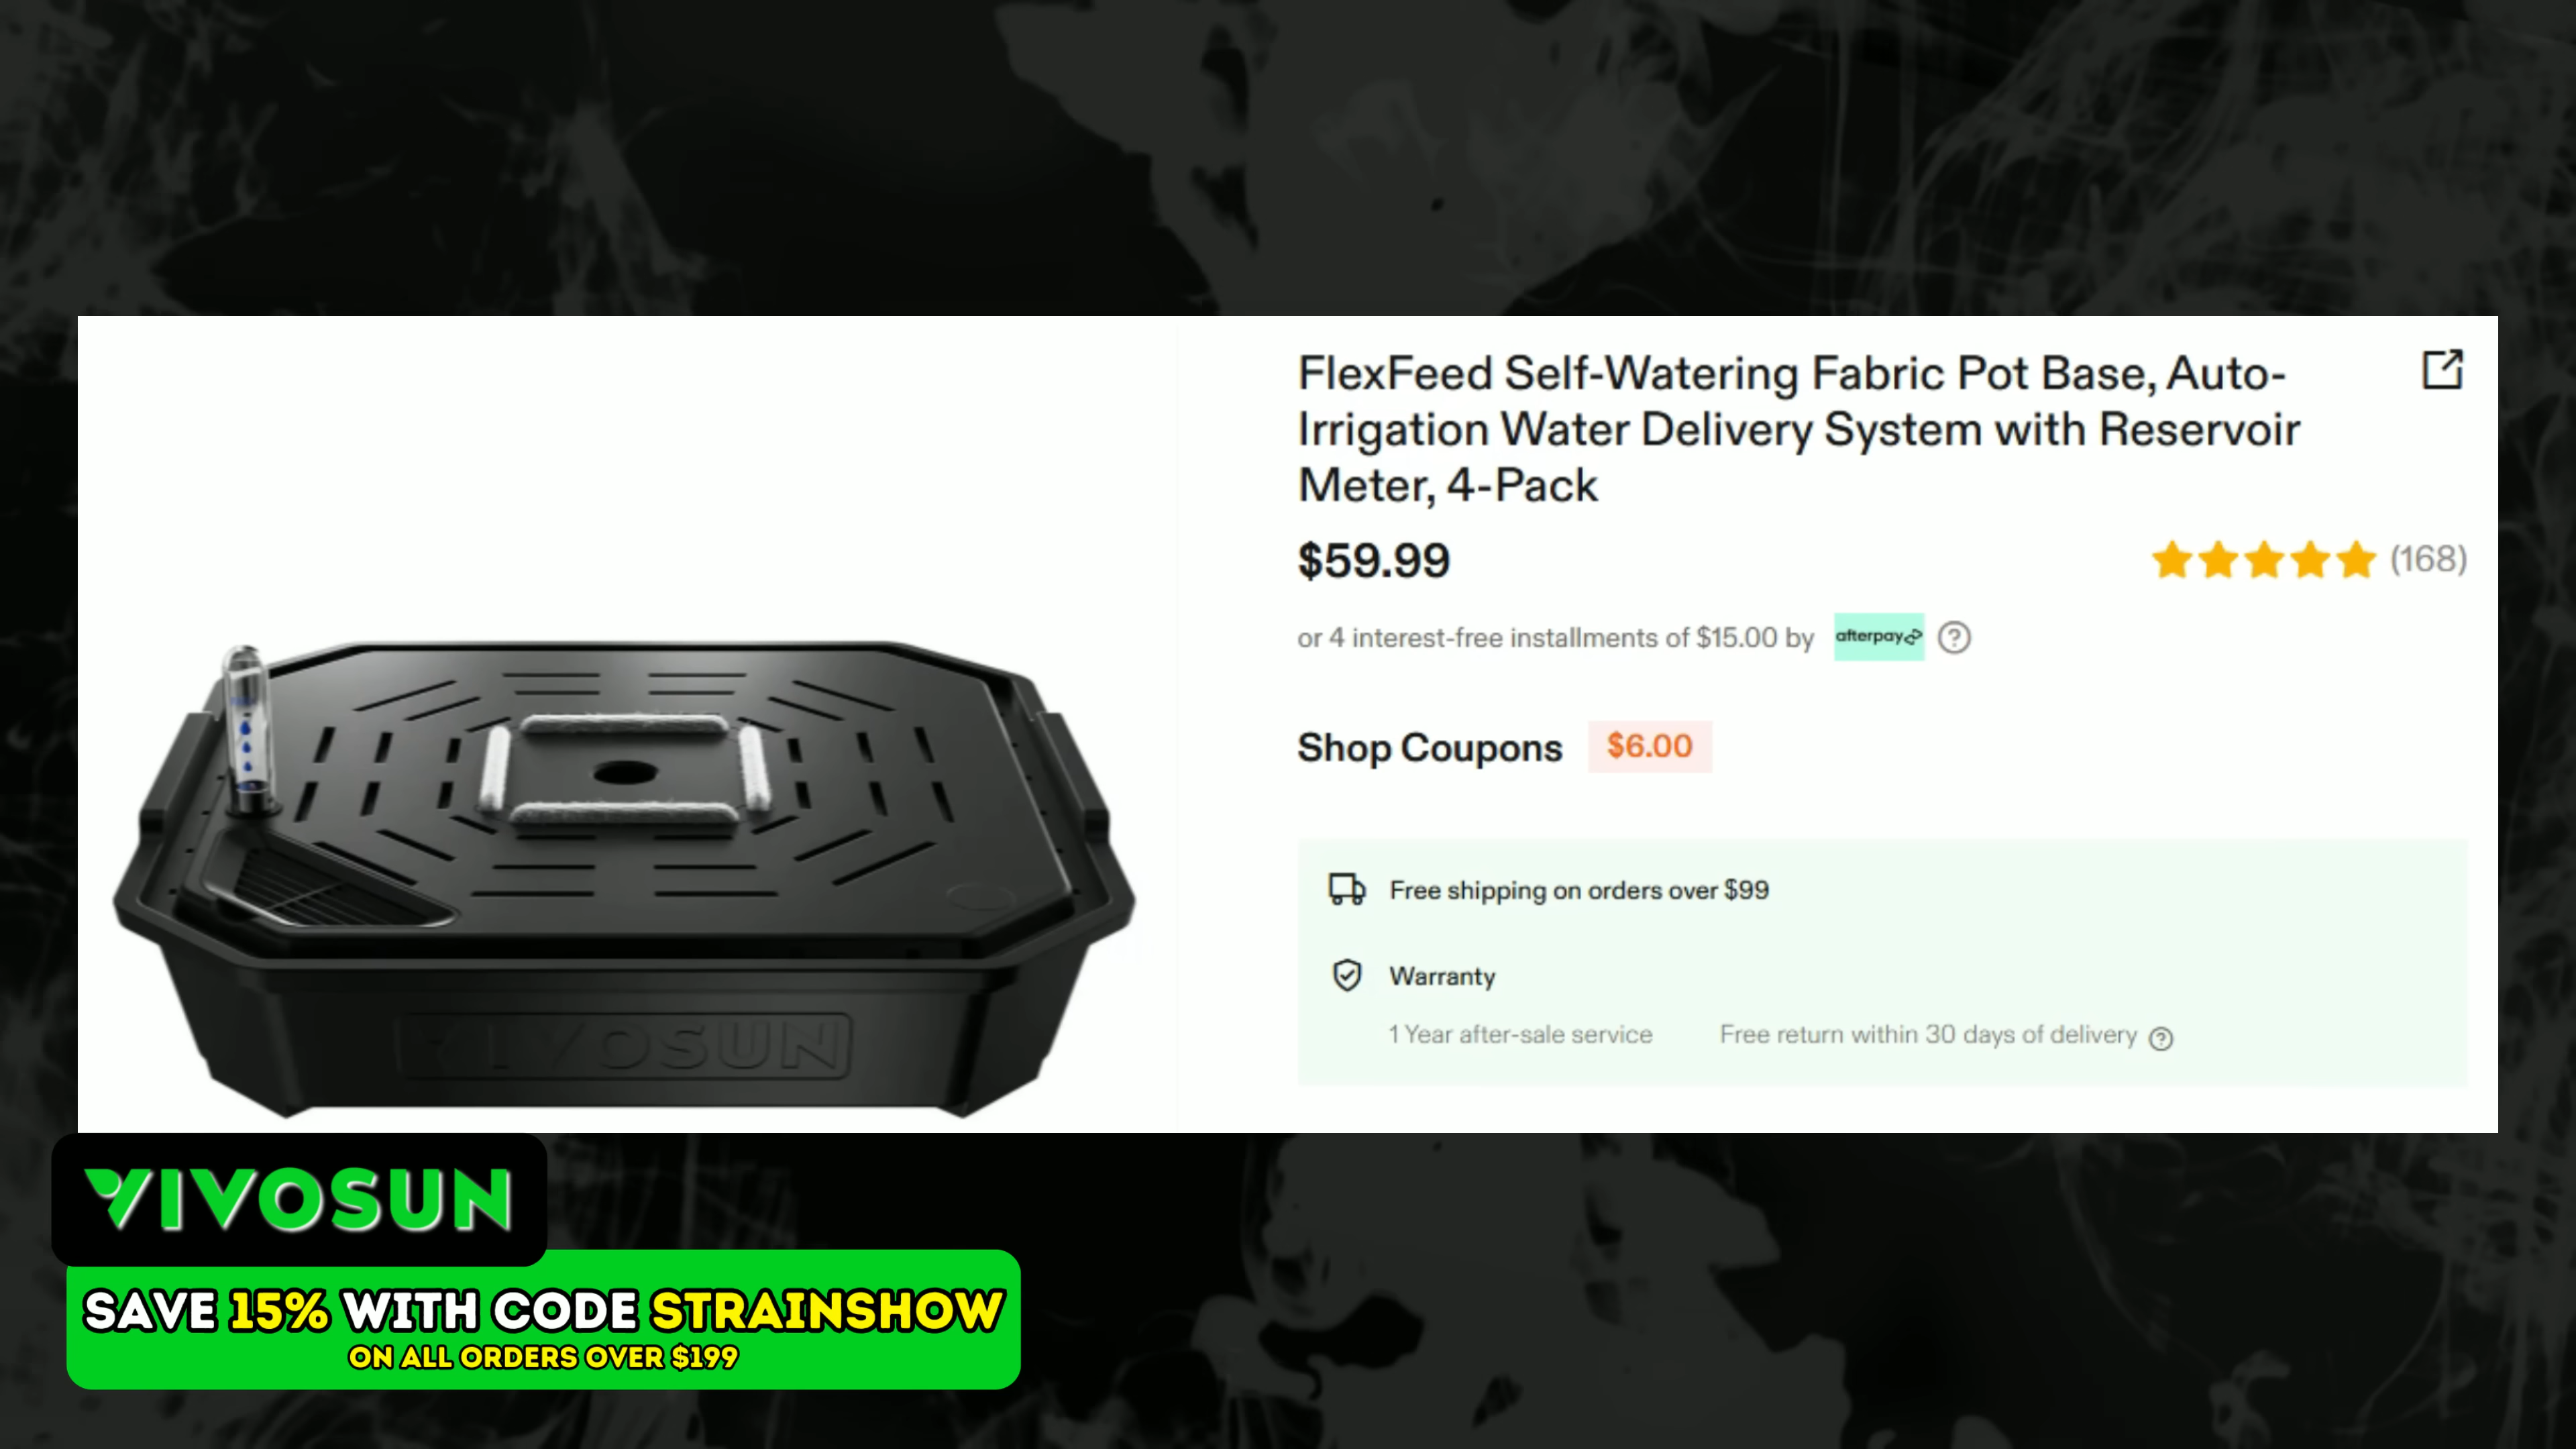 FlexFeed Self-Watering Fabric Pot Base, Auto-
Irrigation Water Delivery System with Reservoir
Meter, 4-Pack
$59.99
(168)
or 4 interest-free installments of $15.00 by afterpay
Shop Coupons $6.00
Free shipping on orders over $99
Warranty
1 Year after-sale service Free return within 30 days of delivery
VIVOSUN
VIVOSUN
SAVE 15% WITH CODE STRAINSHOW
ON ALL ORDERS OVER $199